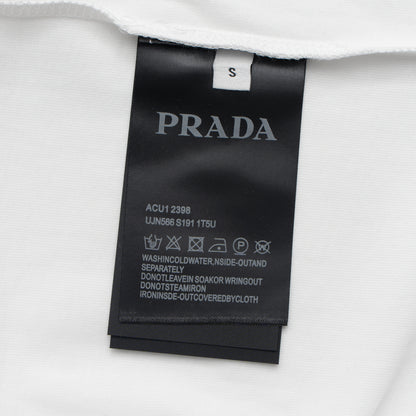 S
PRADA
ACU1 2398
UJN566 S191 1T5U
WASHINCOLDWATER,NSIDE-OUTAND
SEPARATELY
DONOTLEAVEIN SOAKOR WRINGOUT
DONOTSTEAMIRON
IRONINSDE-OUTCOVEREDBYCLOTH